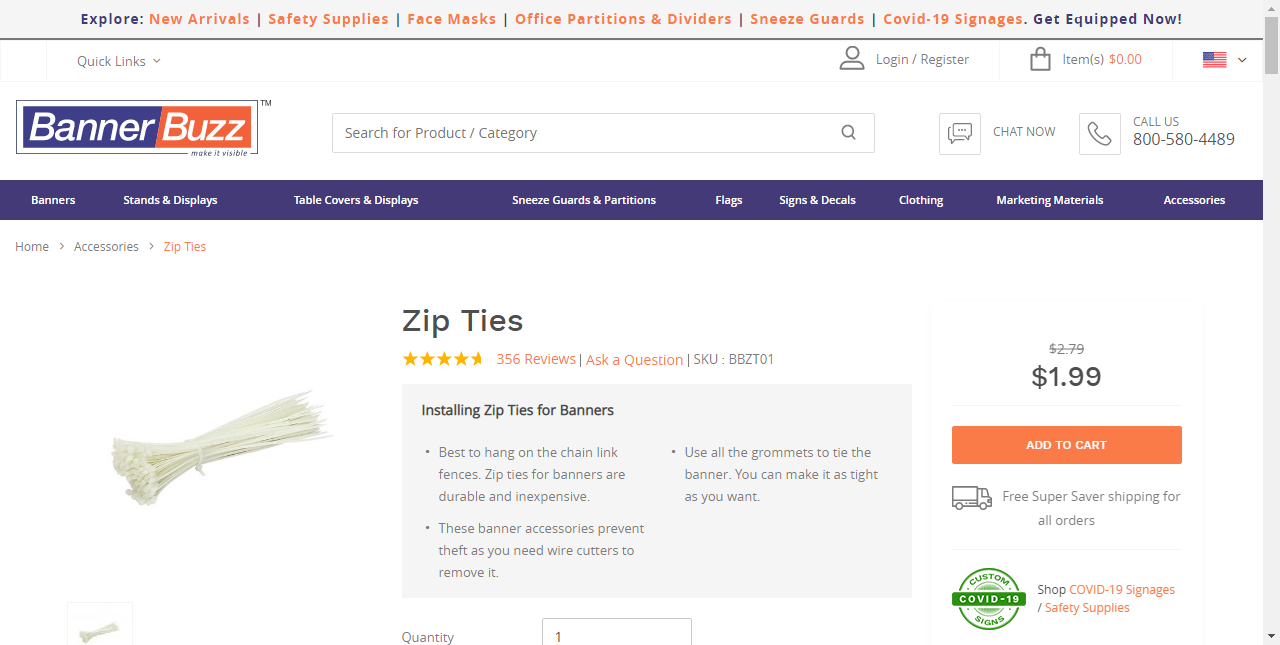 Explore: New Arrivals | Safety Supplies | Face Masks | Office Partitions & Dividers | Sneeze Guards | Covid-19 Signages. Get Equipped Now!
Quick Links
Login / Register
Item(s) $0.00
Banner Buzz TM
make it visible
Search for Product / Category
CHAT NOW
CALL US
800-580-4489
Banners Stands & Displays Table Covers & Displays Sneeze Guards & Partitions Flags Signs & Decals Clothing Marketing Materials Accessories
Home > Accessories > Zip Ties
Zip Ties
356 Reviews | Ask a Question | SKU : BBZT01
Installing Zip Ties for Banners
• Best to hang on the chain link
fences. Zip ties for banners are
durable and inexpensive.
• These banner accessories prevent
theft as you need wire cutters to
remove it.
• Use all the grommets to tie the
banner. You can make it as tight
as you want.
Quantity
1
$2.79
$1.99
ADD TO CART
Free Super Saver shipping for
all orders
CUSTOM
COVID-19
SIGNS
Shop COVID-19 Signages
/ Safety Supplies